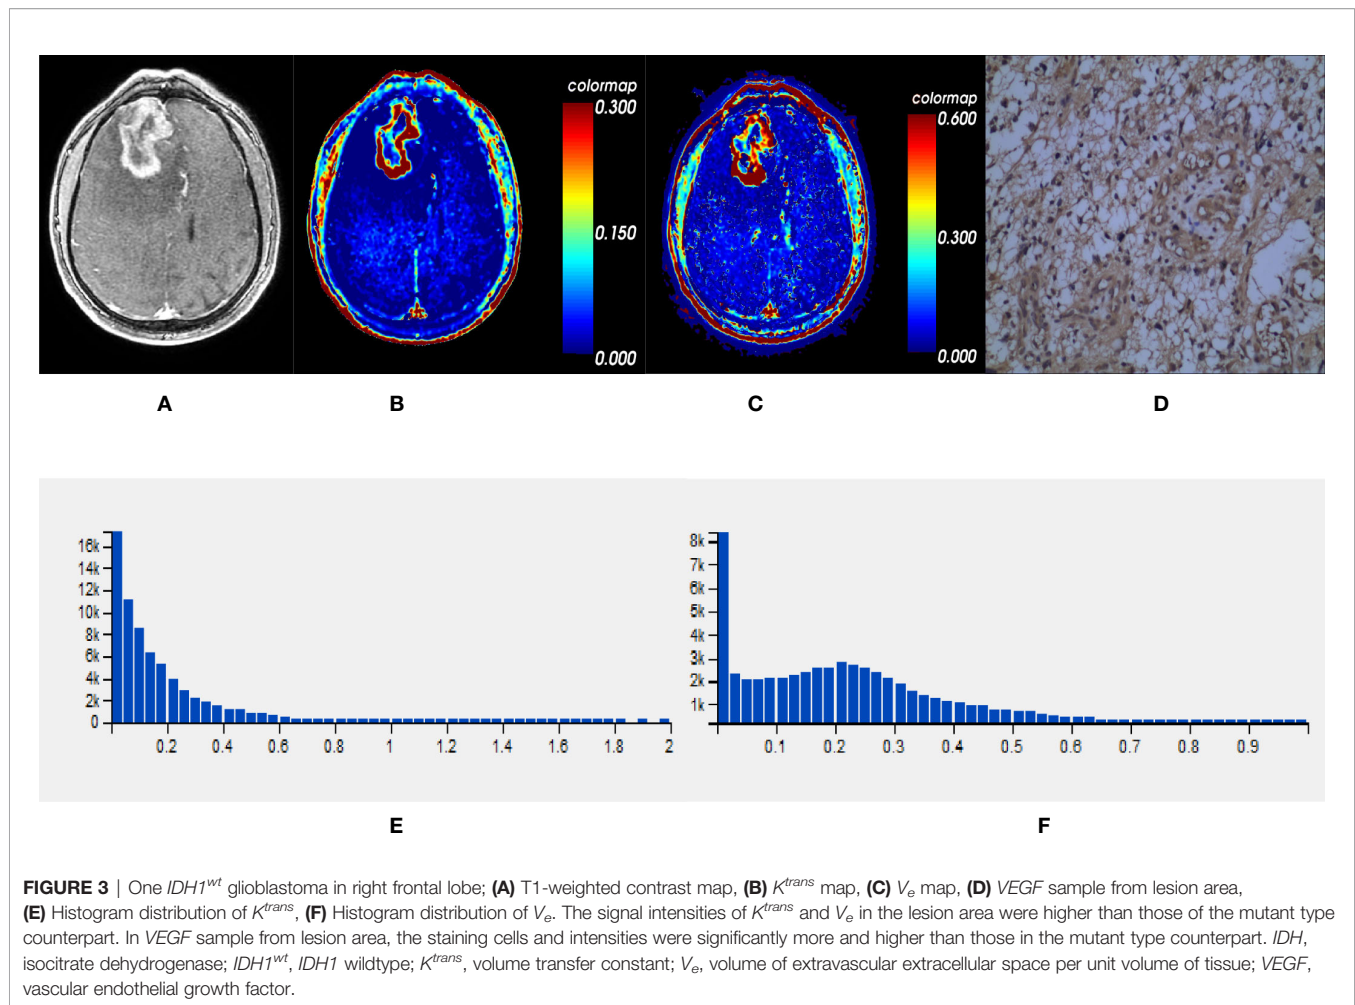 colormap
0.300
0.150
0.000
colormap
0.600
0.300
0.000
A
B
C
D
16k
14k
12k
10k
8k
6k
4k
2k
0
0.2
0.4
0.6
0.8
1
1.2
1.4
1.6
1.8
2
8k
7k
6k
5k
4k
3k
2k
1k
0.1
0.2
0.3
0.4
0.5
0.6
0.7
0.8
0.9
E
F
FIGURE 3 | One IDH1wt glioblastoma in right frontal lobe; (A) T1-weighted contrast map, (B) Ktrans map, (C) Ve map, (D) VEGF sample from lesion area,
(E) Histogram distribution of Ktrans, (F) Histogram distribution of Ve. The signal intensities of Ktrans and Ve in the lesion area were higher than those of the mutant type
counterpart. In VEGF sample from lesion area, the staining cells and intensities were significantly more and higher than those in the mutant type counterpart. IDH,
isocitrate dehydrogenase; IDH1wt, IDH1 wildtype; Ktrans, volume transfer constant; Ve, volume of extravascular extracellular space per unit volume of tissue; VEGF,
vascular endothelial growth factor.